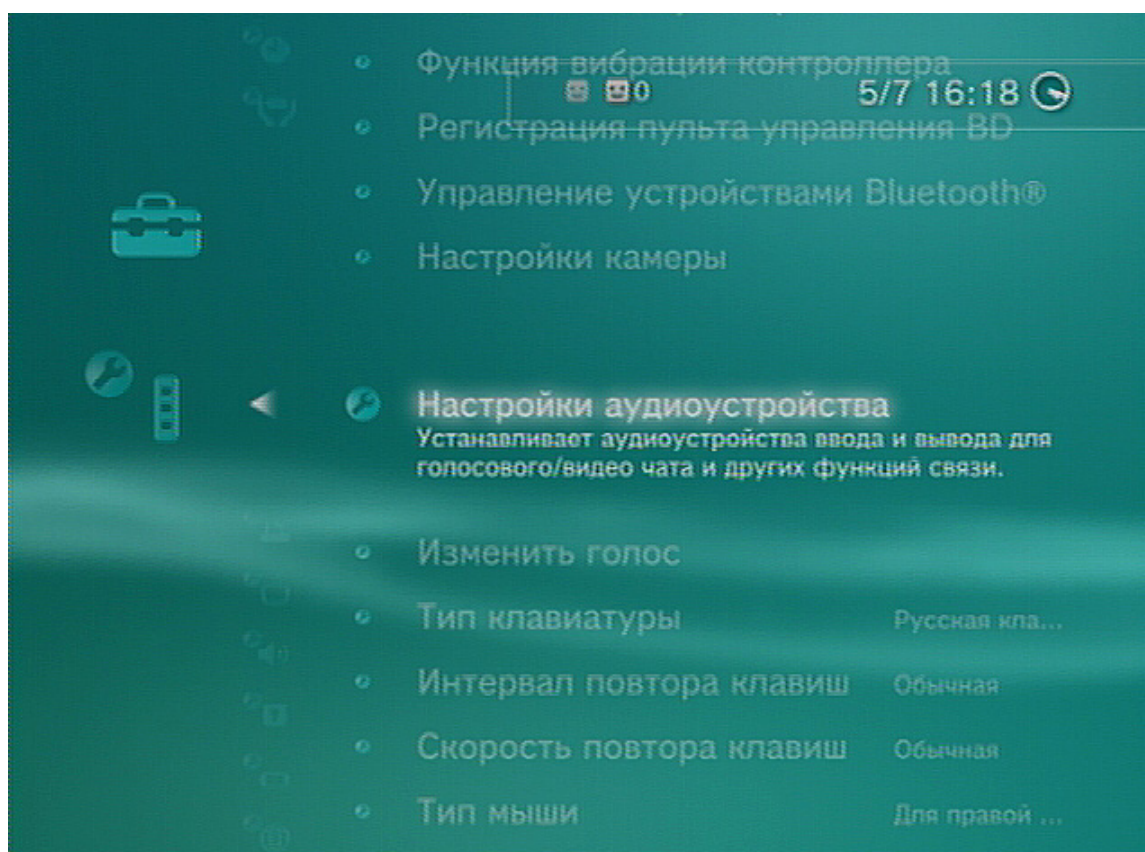 Функция вибрации контроллера
0 5/7 16:18
Регистрация пульта управления BD
Управление устройствами Bluetooth®
Настройки камеры
Настройки аудиоустройства
Устанавливает аудиоустройства ввода и вывода для
голосового/видео чата и других функций связи.
Изменить голос
Тип клавиатуры Русская кла...
Интервал повтора клавиш Обычная
Скорость повтора клавиш Обычная
Тип мыши Для правой ...